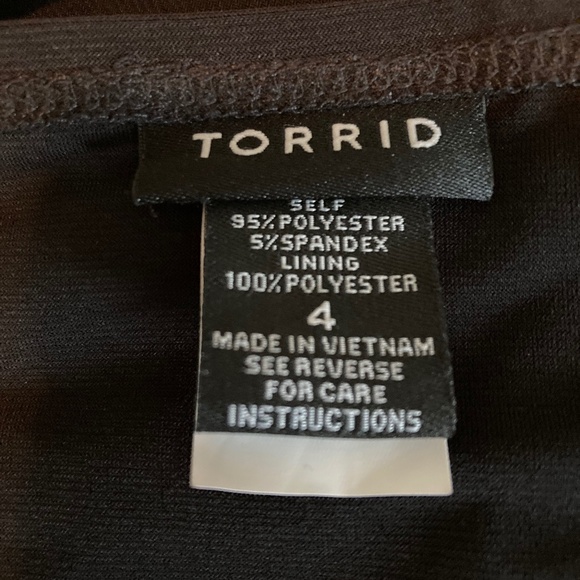 TORRID
SELF
95%POLYESTER
5%SPANDEX
LINING
100%POLYESTER
4
MADE IN VIETNAM
SEE REVERSE
FOR CARE
INSTRUCTIONS